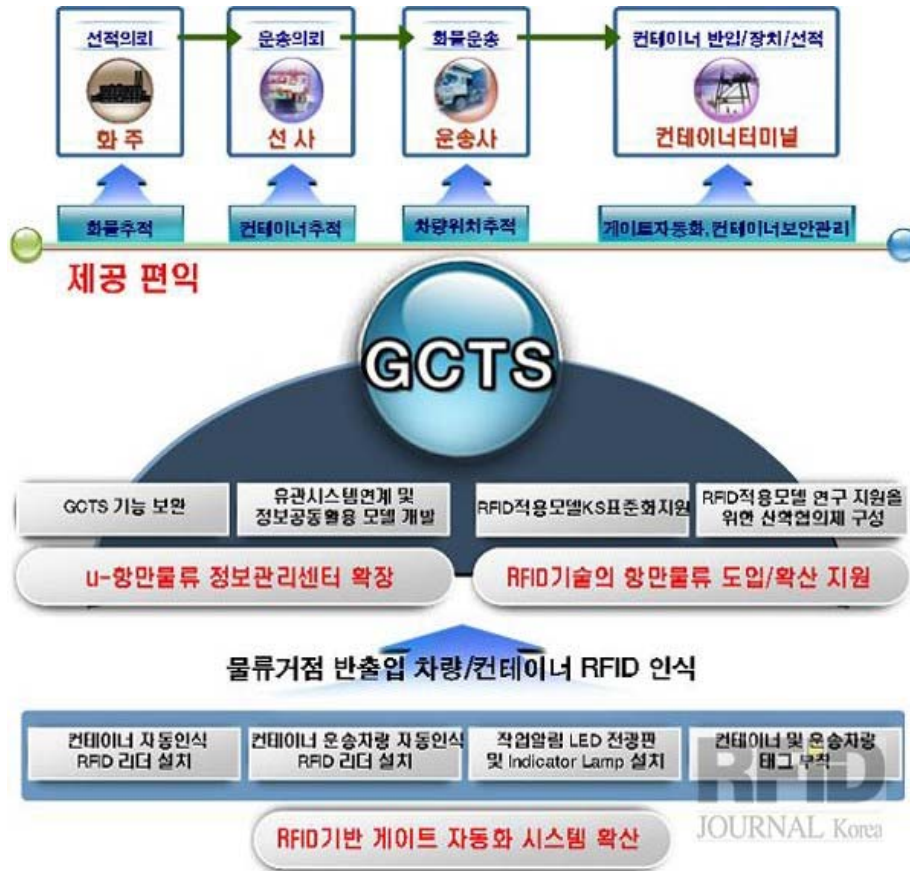 선적의뢰
운송의뢰
화물운송
컨테이너 반입/장치/선적
화 주
선 사
운송사
컨테이너터미널
화물추적
컨테이너추적
차량위치추적
게이트자동화,컨테이너보안관리
제공 편익
GCTS
GCTS 기능 보완
유관시스템연계 및
정보공동활용 모델 개발
RFID적용모델KS표준화지원
RFID적용모델 연구 지원을
위한 산학협의체 구성
u-항만물류 정보관리센터 확장
RFID기술의 항만물류 도입/확산 지원
물류거점 반출입 차량/컨테이너 RFID 인식
컨테이너 자동인식
RFID 리더 설치
컨테이너 운송차량 자동인식
RFID 리더 설치
작업알림 LED 전광판
및 Indicator Lamp 설치
컨테이너 및 운송차량
태그 부착
RFID기반 게이트 자동화 시스템 확산
RFiD
JOURNAL Korea